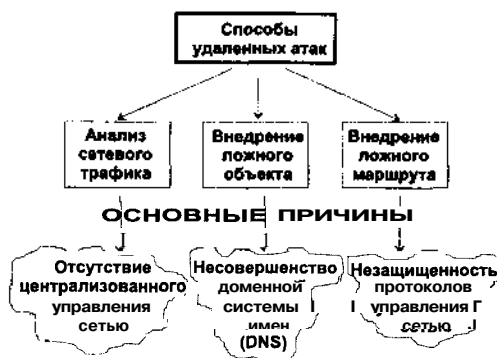 Способы
удаленных атак
Анализ
сетевого
трафика
Внедрение
ложного
объекта
Внедрение
ложного
маршрута
ОСНОВНЫЕ ПРИЧИНЫ
Отсутствие
централизованного
управления
сетью
Несовершенство
доменной
системы
имен
(DNS)
Незащищенность
протоколов
управления
сетью